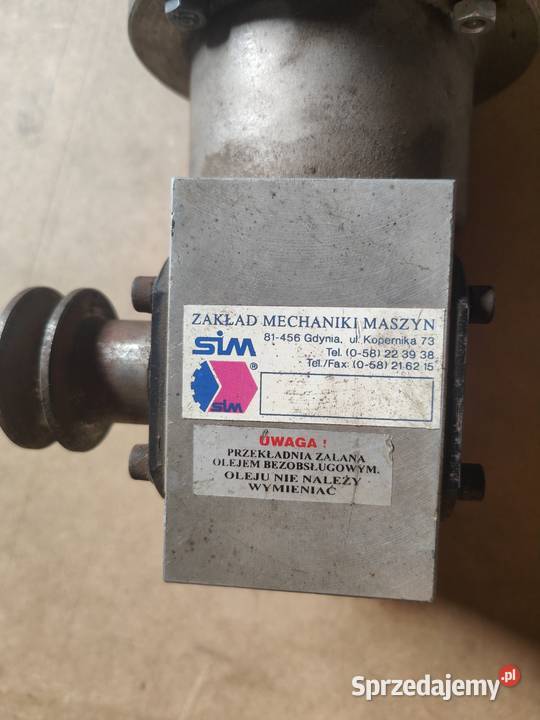 ZAKŁAD MECHANIKI MASZYN
SIM
81-456 Gdynia, ul. Kopernika 73
Tel. (0-58) 22 39 38
Tel./Fax: (0-58) 21 62 15
®
SIM
UWAGA !
PRZEKŁADNIA ZALANA
OLEJEM BEZOBSŁUGOWYM.
OLEJU NIE NALEŻY
WYMIENIAĆ
Sprzedajemy.pl